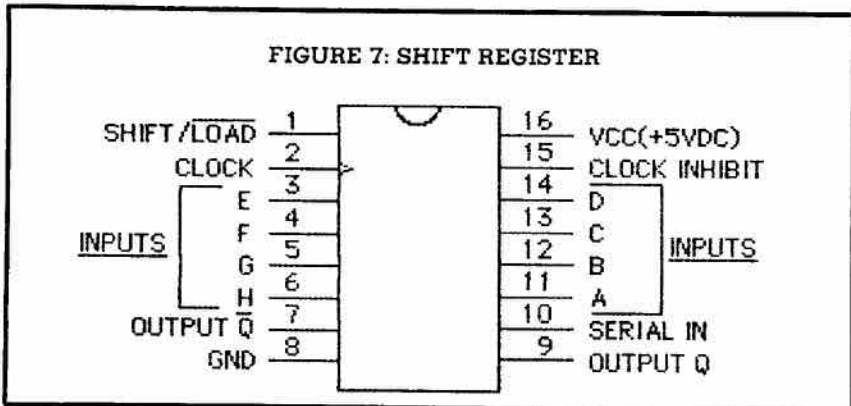 FIGURE 7: SHIFT REGISTER
SHIFT/L̅O̅A̅D̅ 1
CLOCK 2
E 3
F 4
G 5
H 6
INPUTS
OUTPUT Q̅ 7
GND 8
16 VCC(+5VDC)
15 CLOCK INHIBIT
14 D
13 C
12 B
11 A
INPUTS
10 SERIAL IN
9 OUTPUT Q